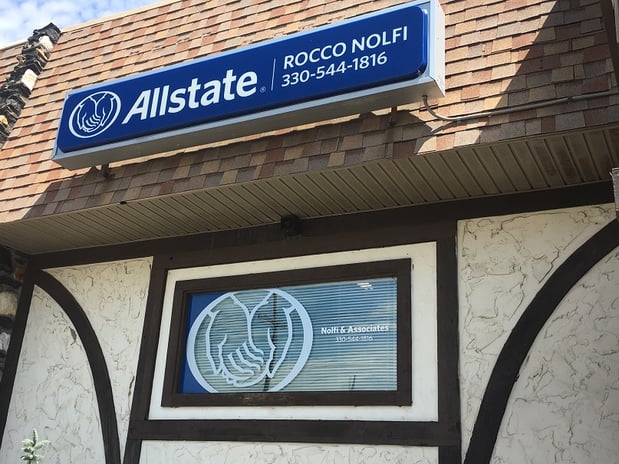 Allstate
ROCCO NOLFI
330-544-1816
Nolfi & Associates
330-544-1816